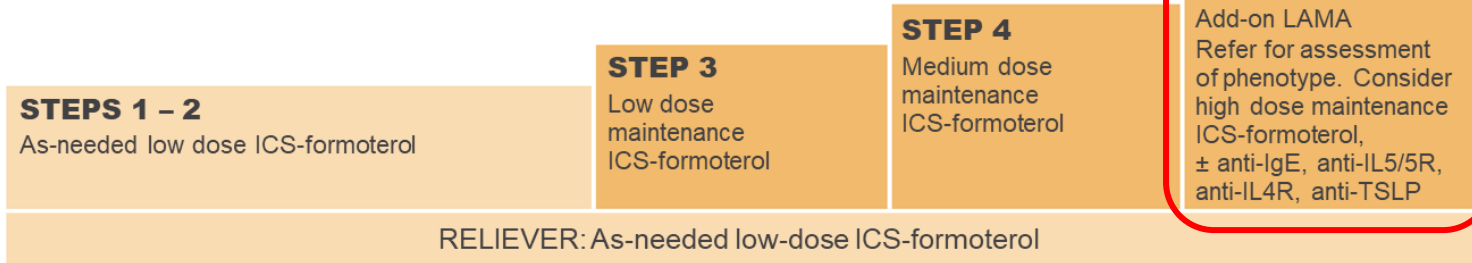 STEPS 1 – 2
As-needed low dose ICS-formoterol
STEP 3
Low dose
maintenance
ICS-formoterol
STEP 4
Medium dose
maintenance
ICS-formoterol
Add-on LAMA
Refer for assessment
of phenotype. Consider
high dose maintenance
ICS-formoterol,
± anti-IgE, anti-IL5/5R,
anti-IL4R, anti-TSLP
RELIEVER: As-needed low-dose ICS-formoterol